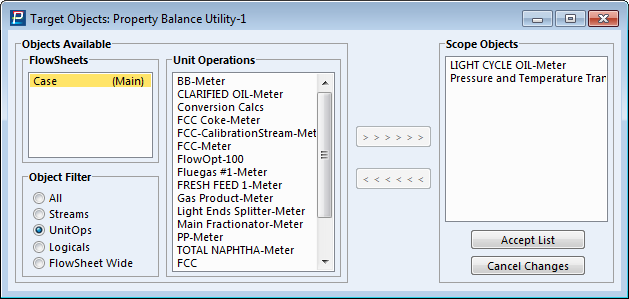 Target Objects: Property Balance Utility-1
Objects Available
FlowSheets
Case (Main)
Object Filter
All
Streams
UnitOps
Logicals
FlowSheet Wide
Unit Operations
BB-Meter
CLARIFIED OIL-Meter
Conversion Calcs
FCC Coke-Meter
FCC-CalibrationStream-Mete
FCC-Meter
FlowOpt-100
Fluegas #1-Meter
FRESH FEED 1-Meter
Gas Product-Meter
Light Ends Splitter-Meter
Main Fractionator-Meter
PP-Meter
TOTAL NAPHTHA-Meter
FCC
> > > > > >
< < < < < <
Scope Objects
LIGHT CYCLE OIL-Meter
Pressure and Temperature Tran
Accept List
Cancel Changes